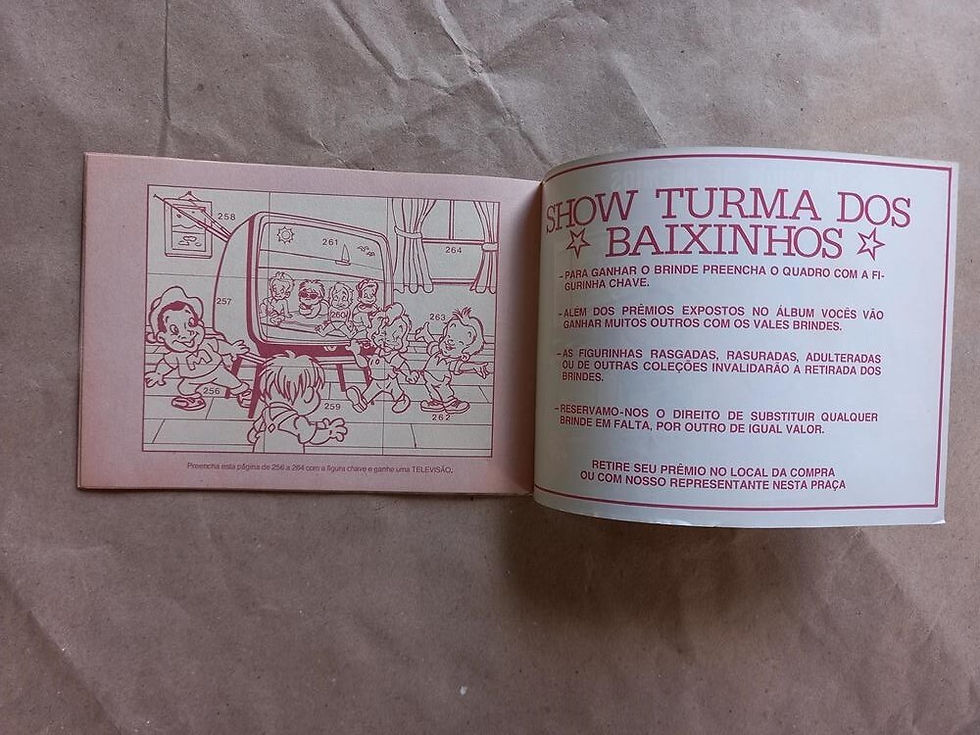 258
261
264
257
260
263
256
259
262
Preencha esta página de 256 a 264 com a figura chave e ganhe uma TELEVISÃO.
SHOW TURMA DOS
BAIXINHOS
- PARA GANHAR O BRINDE PREENCHA O QUADRO COM A FI-
GURINHA CHAVE.
- ALÉM DOS PRÊMIOS EXPOSTOS NO ÁLBUM VOCÊS VÃO
GANHAR MUITOS OUTROS COM OS VALES BRINDES.
- AS FIGURINHAS RASGADAS, RASURADAS, ADULTERADAS
OU DE OUTRAS COLEÇÕES INVALIDARÃO A RETIRADA DOS
BRINDES.
- RESERVAMO-NOS O DIREITO DE SUBSTITUIR QUALQUER
BRINDE EM FALTA, POR OUTRO DE IGUAL VALOR.
RETIRE SEU PRÊMIO NO LOCAL DA COMPRA
OU COM NOSSO REPRESENTANTE NESTA PRAÇA